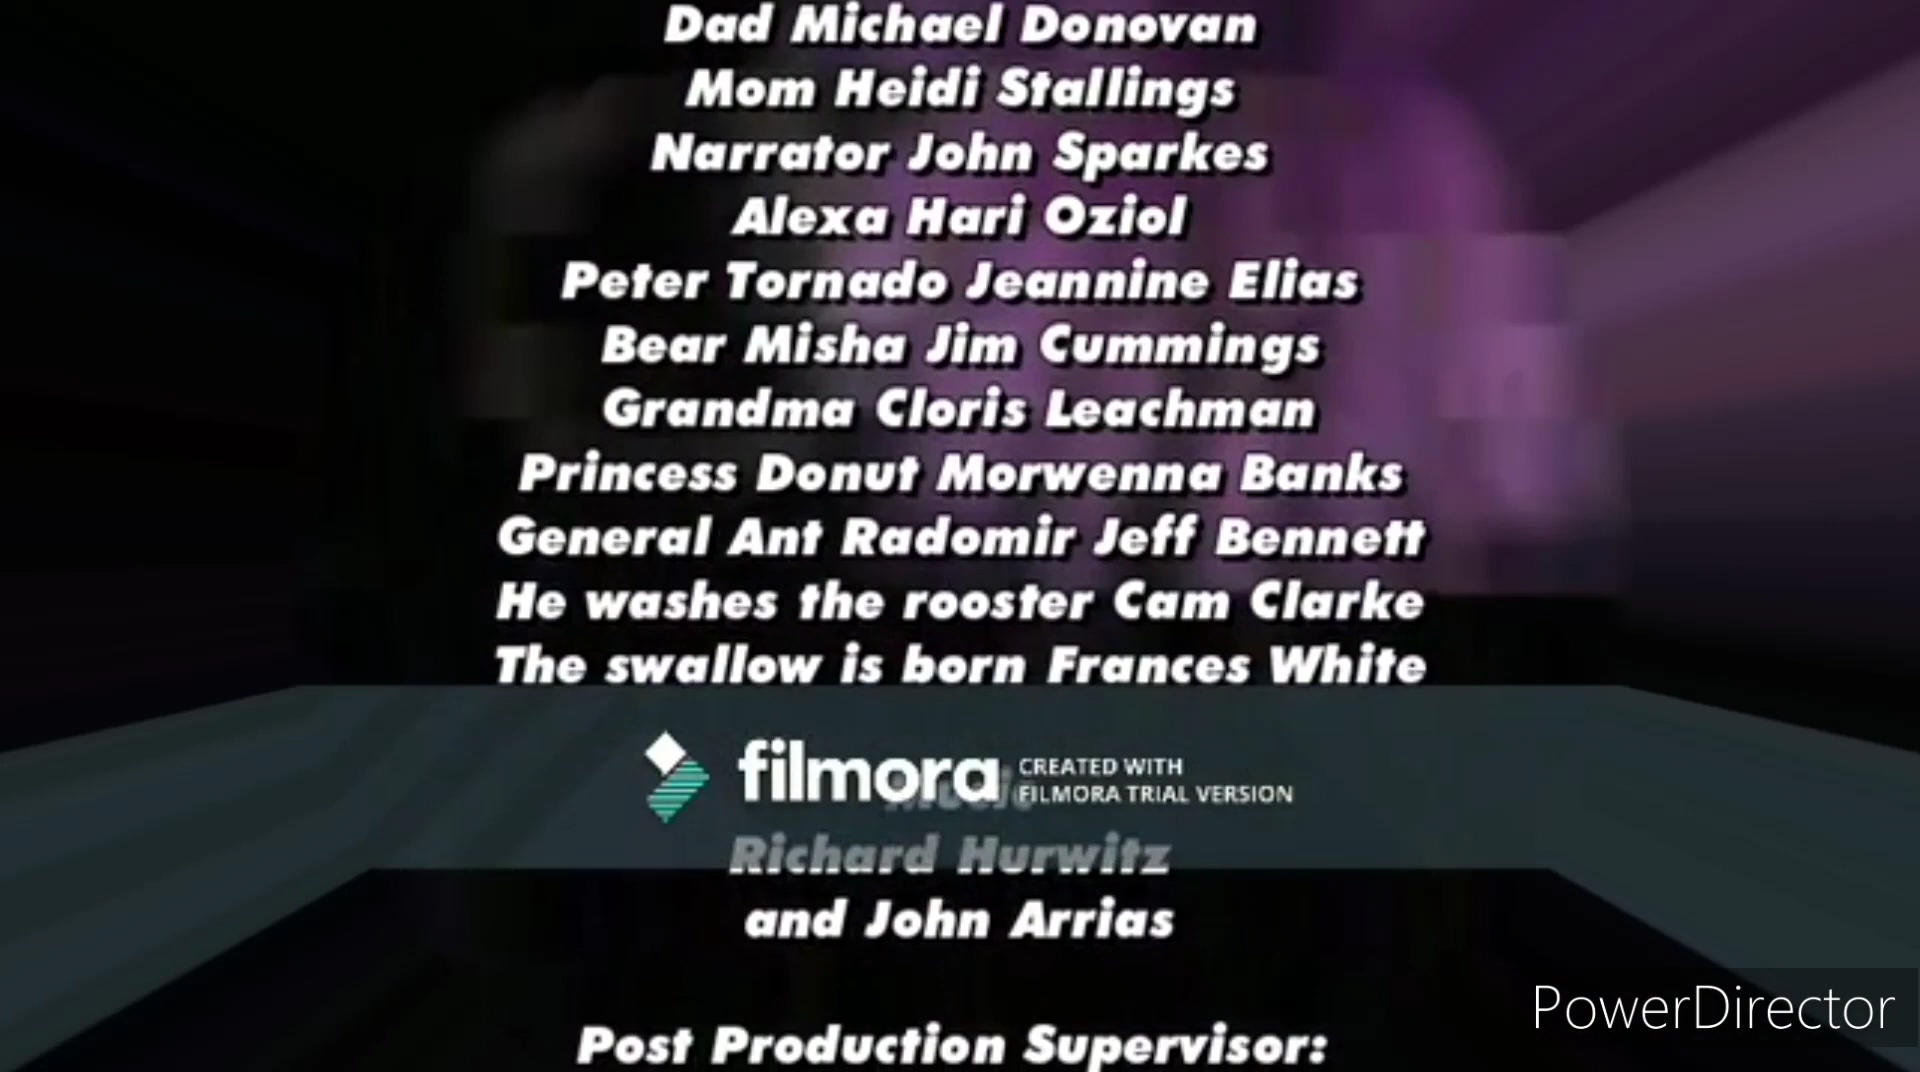 Dad Michael Donovan
Mom Heidi Stallings
Narrator John Sparkes
Alexa Hari Oziol
Peter Tornado Jeannine Elias
Bear Misha Jim Cummings
Grandma Cloris Leachman
Princess Donut Morwenna Banks
General Ant Radomir Jeff Bennett
He washes the rooster Cam Clarke
The swallow is born Frances White
filmora CREATED WITH
FILMORA TRIAL VERSION
Music
Richard Hurwitz
and John Arrias
PowerDirector
Post Production Supervisor: